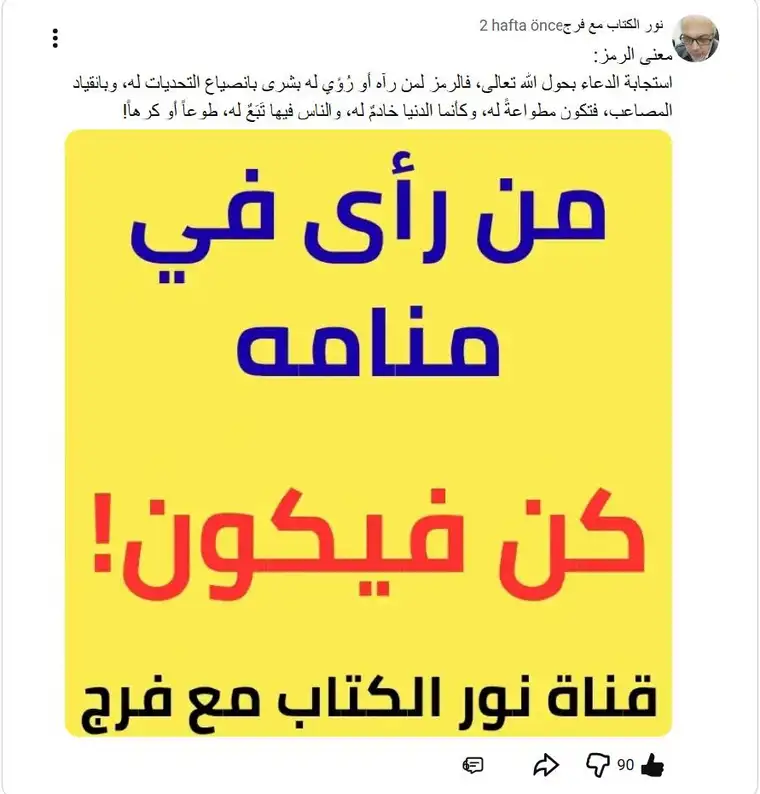 نور الكتاب مع فرج 2 hafta önce
معنى الرمز:
استجابة الدعاء بحول الله تعالى، فالرمز لمن رآه أو رُؤي له بشرى بانصياع التحديات له، وبانقياد
المصاعب، فتكون مطواعةً له، وكأنما الدنيا خادمٌ له، والناس فيها تَبَعٌ له، طوعاً أو كرهاً!
من رأى في
منامه
كن فيكون!
قناة نور الكتاب مع فرج
90